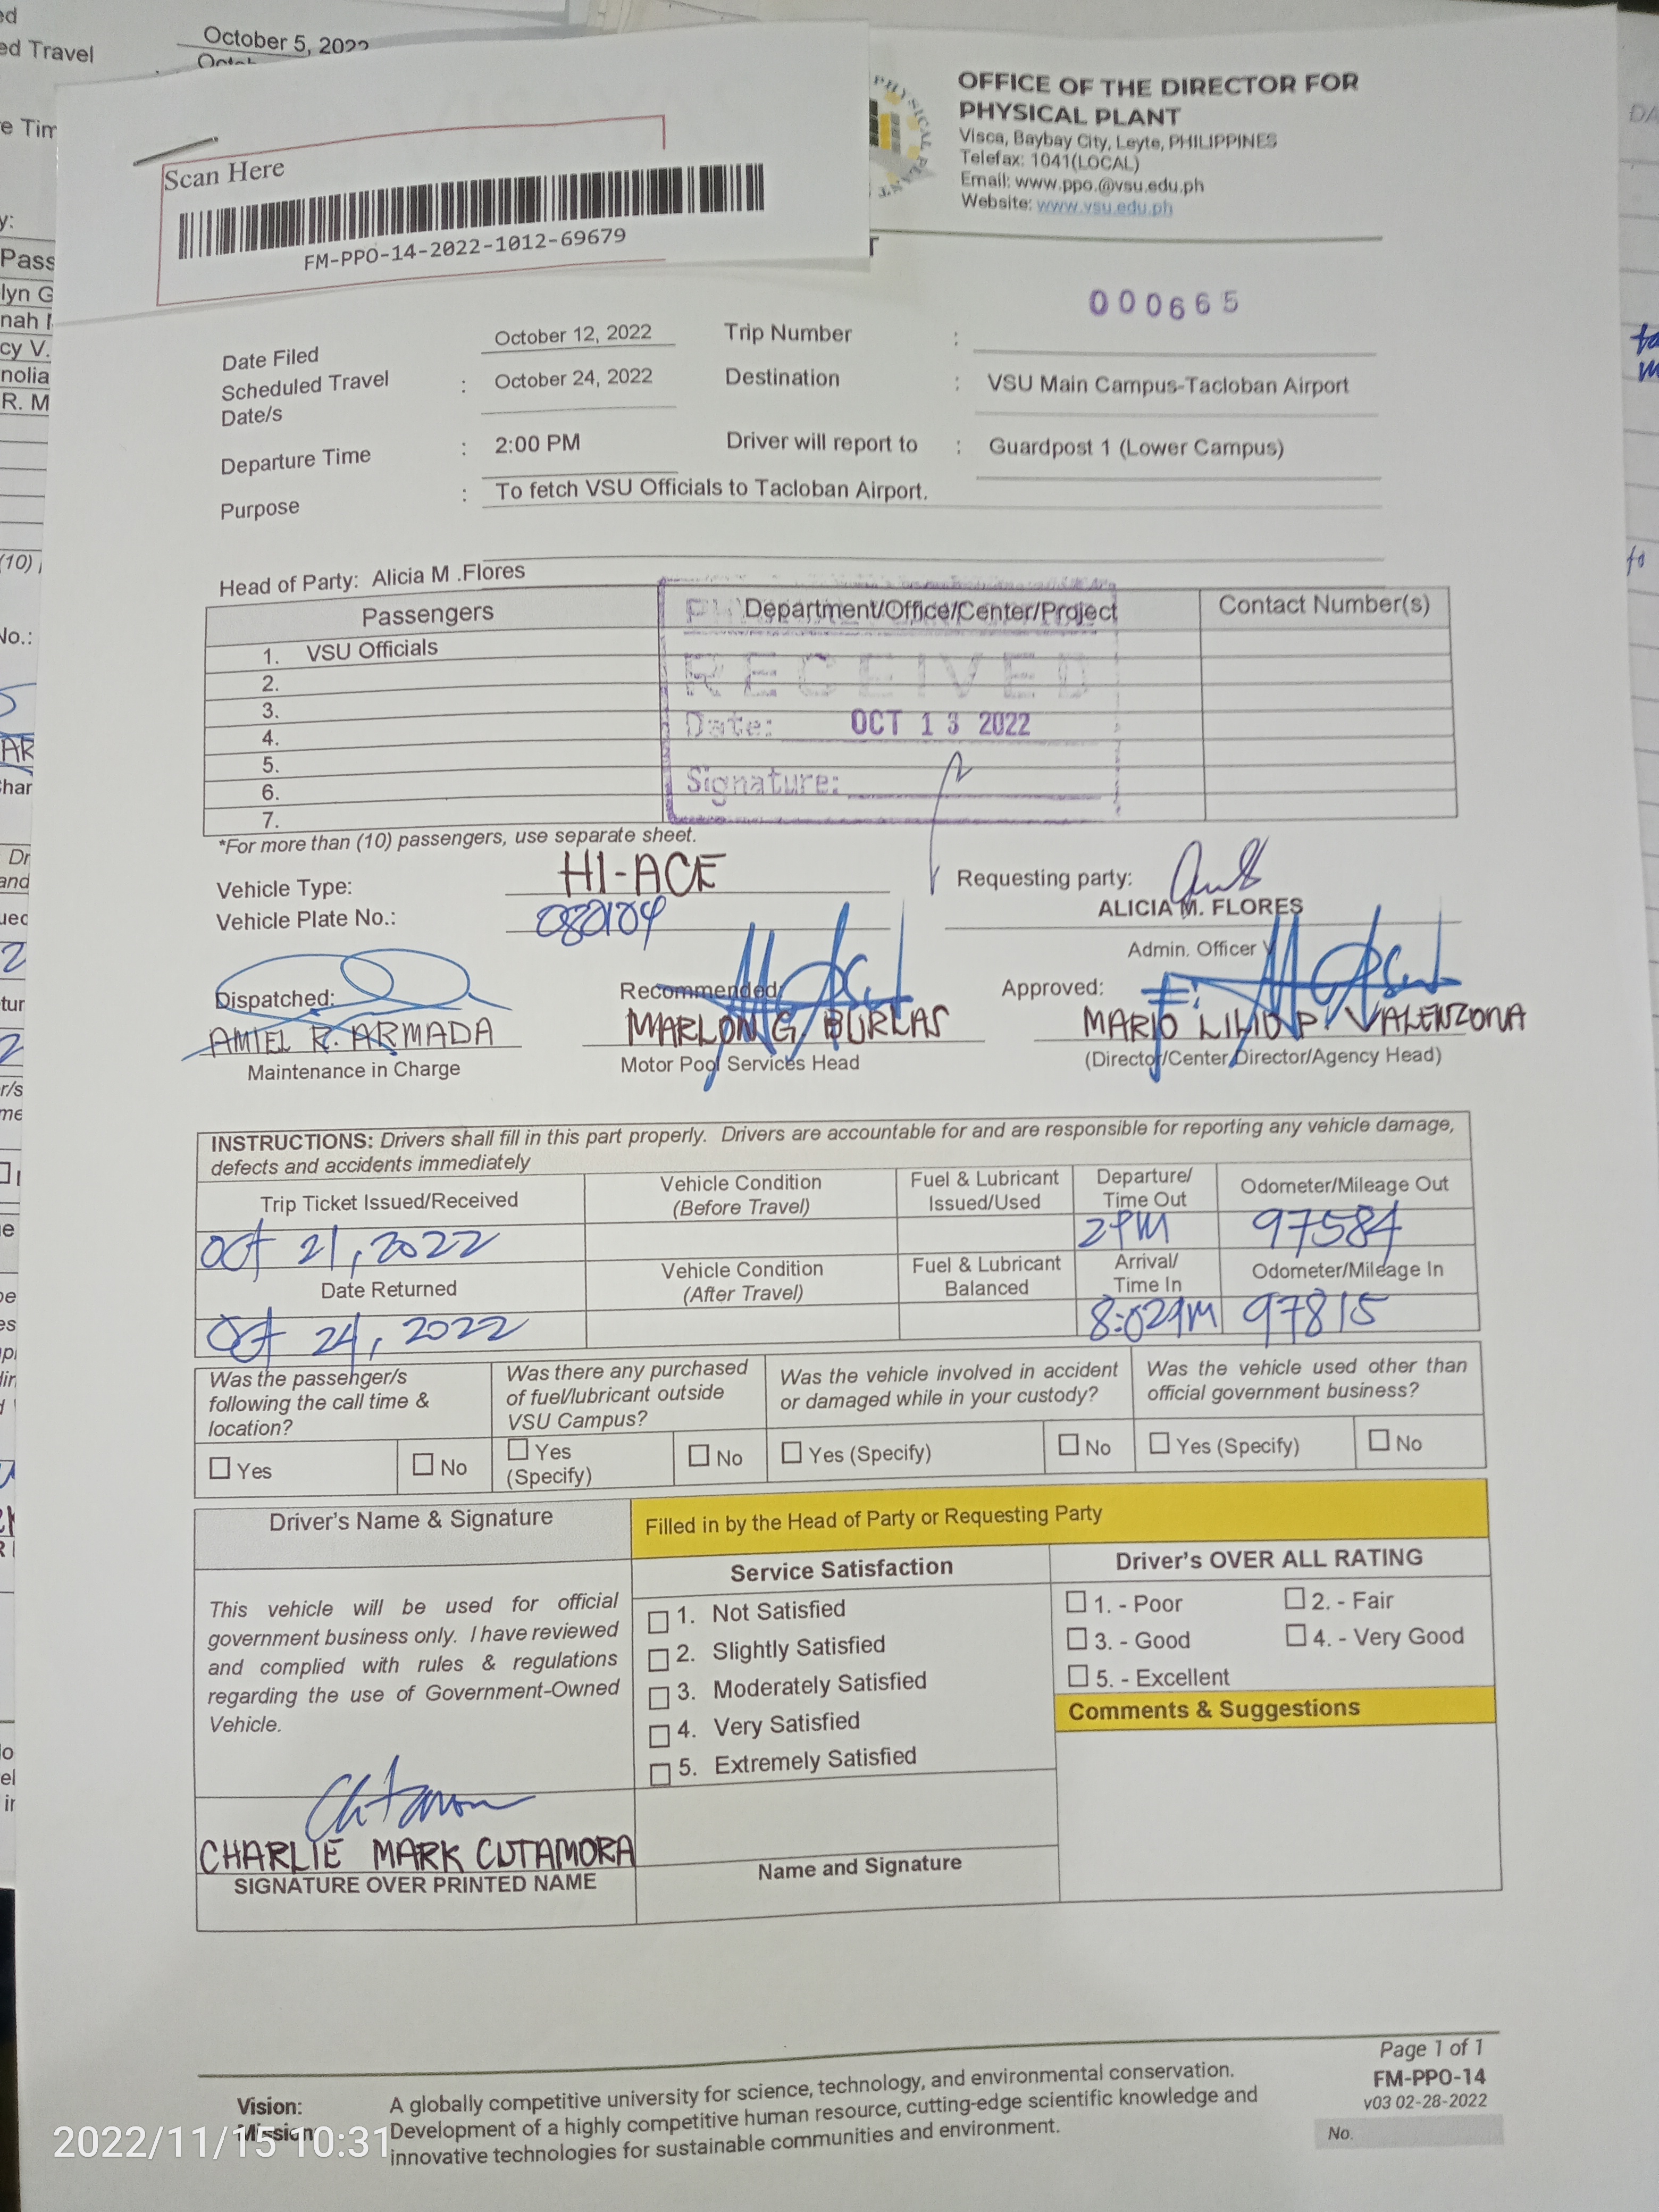 October 5, 2022
ed Travel
Scan Here
FM-PPO-14-2022-1012-69679
OFFICE OF THE DIRECTOR FOR
PHYSICAL PLANT
Visca, Baybay City, Leyte, PHILIPPINES
Telefax: 1041(LOCAL)
Email: www.ppo.@vsu.edu.ph
Website: www.vsu.edu.ph
000665
Date Filed October 12, 2022 Trip Number :
Scheduled Travel Date/s : October 24, 2022 Destination : VSU Main Campus-Tacloban Airport
Departure Time : 2:00 PM Driver will report to : Guardpost 1 (Lower Campus)
Purpose : To fetch VSU Officials to Tacloban Airport.
Head of Party: Alicia M .Flores
Passengers Department/Office/Center/Project Contact Number(s)
1. VSU Officials
2.
3.
4.
5.
6.
7.
RECEIVED
Date: OCT 13 2022
Signature:
*For more than (10) passengers, use separate sheet.
Vehicle Type: HI-ACE
Vehicle Plate No.: 080104
Requesting party:
ALICIA M. FLORES
Admin. Officer V
Dispatched: Recommended: Approved:
AMIEL R. ARMADA MARLON G. BURLAS MARIO LILIO P. VALENZONA
Maintenance in Charge Motor Pool Services Head (Director/Center Director/Agency Head)
INSTRUCTIONS: Drivers shall fill in this part properly. Drivers are accountable for and are responsible for reporting any vehicle damage,
defects and accidents immediately
Trip Ticket Issued/Received Vehicle Condition (Before Travel) Fuel & Lubricant Issued/Used Departure/ Time Out Odometer/Mileage Out
Oct 21, 2022 2PM 97584
Date Returned Vehicle Condition (After Travel) Fuel & Lubricant Balanced Arrival/ Time In Odometer/Mileage In
Oct 24, 2022 97815
Was the passenger/s following the call time & location?
Was there any purchased of fuel/lubricant outside VSU Campus?
Was the vehicle involved in accident or damaged while in your custody?
Was the vehicle used other than official government business?
Yes No Yes (Specify) No Yes (Specify) No Yes (Specify) No
Driver's Name & Signature
Filled in by the Head of Party or Requesting Party
Service Satisfaction
Driver's OVER ALL RATING
This vehicle will be used for official
government business only. I have reviewed
and complied with rules & regulations
regarding the use of Government-Owned
Vehicle.
1. Not Satisfied
2. Slightly Satisfied
3. Moderately Satisfied
4. Very Satisfied
5. Extremely Satisfied
1. - Poor 2. - Fair
3. - Good 4. - Very Good
5. - Excellent
Comments & Suggestions
CHARLIE MARK CUTAMORA
SIGNATURE OVER PRINTED NAME
Name and Signature
Page 1 of 1
FM-PPO-14
v03 02-28-2022
No.
Vision: A globally competitive university for science, technology, and environmental conservation.
Mission: Development of a highly competitive human resource, cutting-edge scientific knowledge and
innovative technologies for sustainable communities and environment.
2022/11/15 10:31